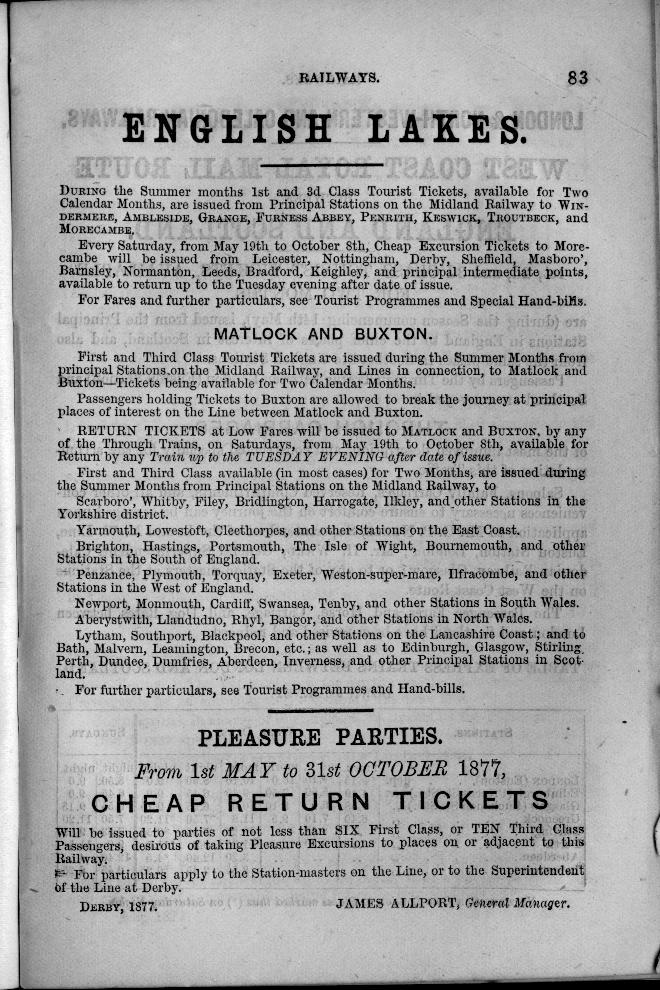 RAILWAYS. 83
ENGLISH LAKES.
DURING the Summer months 1st and 3d Class Tourist Tickets, available for Two
Calendar Months, are issued from Principal Stations on the Midland Railway to WIN-
DERMERE, AMBLESIDE, GRANGE, FURNESS ABBEY, PENRITH, KESWICK, TROUTBECK, and
MORECAMBE.
Every Saturday, from May 19th to October 8th, Cheap Excursion Tickets to More-
cambe will be issued from Leicester, Nottingham, Derby, Sheffield, Masboro',
Barnsley, Normanton, Leeds, Bradford, Keighley, and principal intermediate points,
available to return up to the Tuesday evening after date of issue.
For Fares and further particulars, see Tourist Programmes and Special Hand-bills.
MATLOCK AND BUXTON.
First and Third Class Tourist Tickets are issued during the Summer Months from
principal Stations on the Midland Railway, and Lines in connection, to Matlock and
Buxton—Tickets being available for Two Calendar Months.
Passengers holding Tickets to Buxton are allowed to break the journey at principal
places of interest on the Line between Matlock and Buxton.
RETURN TICKETS at Low Fares will be issued to MATLOCK and BUXTON, by any
of the Through Trains, on Saturdays, from May 19th to October 8th, available for
Return by any Train up to the TUESDAY EVENING after date of issue.
First and Third Class available (in most cases) for Two Months, are issued during
the Summer Months from Principal Stations on the Midland Railway, to
Scarboro', Whitby, Filey, Bridlington, Harrogate, Ilkley, and other Stations in the
Yorkshire district.
Yarmouth, Lowestoft, Cleethorpes, and other Stations on the East Coast.
Brighton, Hastings, Portsmouth, The Isle of Wight, Bournemouth, and other
Stations in the South of England.
Penzance, Plymouth, Torquay, Exeter, Weston-super-mare, Ilfracombe, and other
Stations in the West of England.
Newport, Monmouth, Cardiff, Swansea, Tenby, and other Stations in South Wales.
Aberystwith, Llandudno, Rhyl, Bangor, and other Stations in North Wales.
Lytham, Southport, Blackpool, and other Stations on the Lancashire Coast; and to
Bath, Malvern, Leamington, Brecon, etc.; as well as to Edinburgh, Glasgow, Stirling,
Perth, Dundee, Dumfries, Aberdeen, Inverness, and other Principal Stations in Scot-
land.
For further particulars, see Tourist Programmes and Hand-bills.
PLEASURE PARTIES.
From 1st MAY to 31st OCTOBER 1877,
CHEAP RETURN TICKETS
Will be issued to parties of not less than SIX First Class, or TEN Third Class
Passengers, desirous of taking Pleasure Excursions to places on or adjacent to this
Railway.
☞ For particulars apply to the Station-masters on the Line, or to the Superintendent
of the Line at Derby.
DERBY, 1877. JAMES ALLPORT, General Manager.